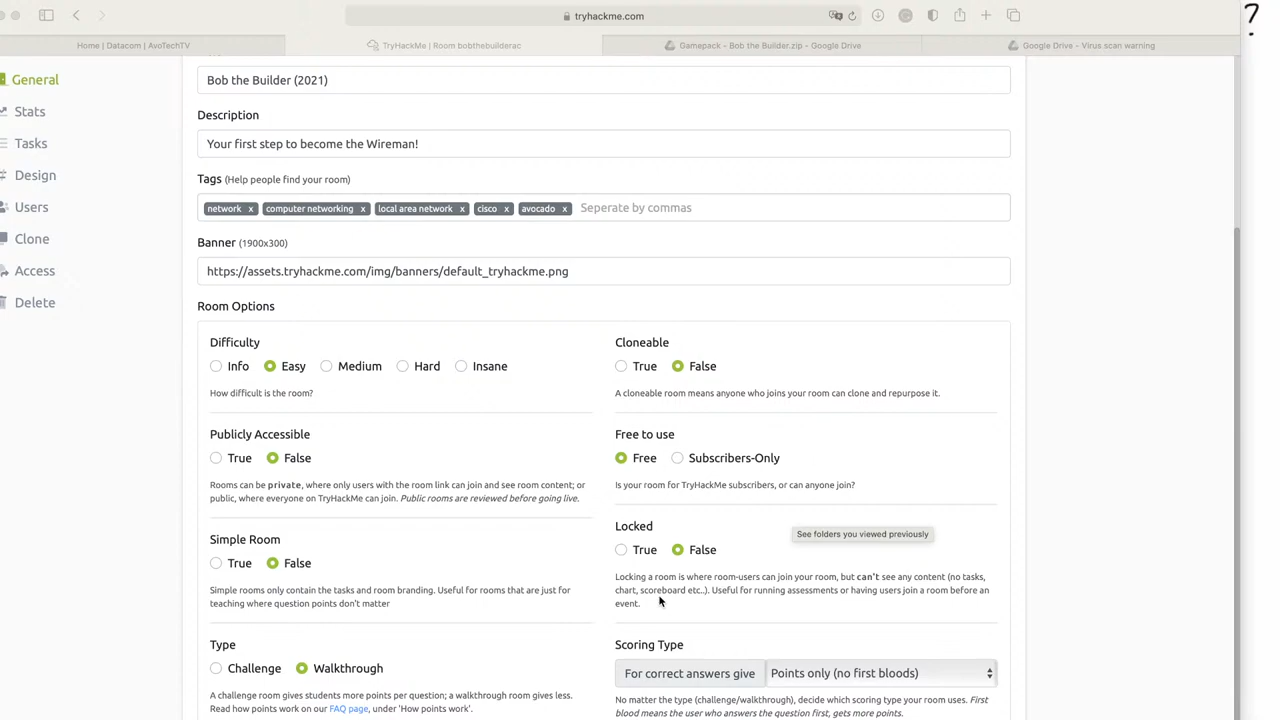 ?
tryhackme.com
Home | Datacom | AvoTechTV
TryHackMe | Room bobthebuilderac
Gamepack - Bob the Builder.zip - Google Drive
Google Drive - Virus scan warning
General
Stats
Tasks
Design
Users
Clone
Access
Delete
Bob the Builder (2021)
Description
Your first step to become the Wireman!
Tags (Help people find your room)
network x computer networking x local area network x cisco x avocado x Seperate by commas
Banner (1900x300)
https://assets.tryhackme.com/img/banners/default_tryhackme.png
Room Options
Difficulty
Info Easy Medium Hard Insane
How difficult is the room?
Cloneable
True False
A cloneable room means anyone who joins your room can clone and repurpose it.
Publicly Accessible
True False
Rooms can be private, where only users with the room link can join and see room content; or
public, where everyone on TryHackMe can join. Public rooms are reviewed before going live.
Free to use
Free Subscribers-Only
Is your room for TryHackMe subscribers, or can anyone join?
Simple Room
True False
Simple rooms only contain the tasks and room branding. Useful for rooms that are just for
teaching where question points don't matter
Locked
True False
See folders you viewed previously
Locking a room is where room-users can join your room, but can't see any content (no tasks,
chart, scoreboard etc..). Useful for running assessments or having users join a room before an
event.
Type
Challenge Walkthrough
A challenge room gives students more points per question; a walkthrough room gives less.
Read how points work on our FAQ page, under 'How points work'.
Scoring Type
For correct answers give Points only (no first bloods)
No matter the type (challenge/walkthrough), decide which scoring type your room uses. First
blood means the user who answers the question first, gets more points.